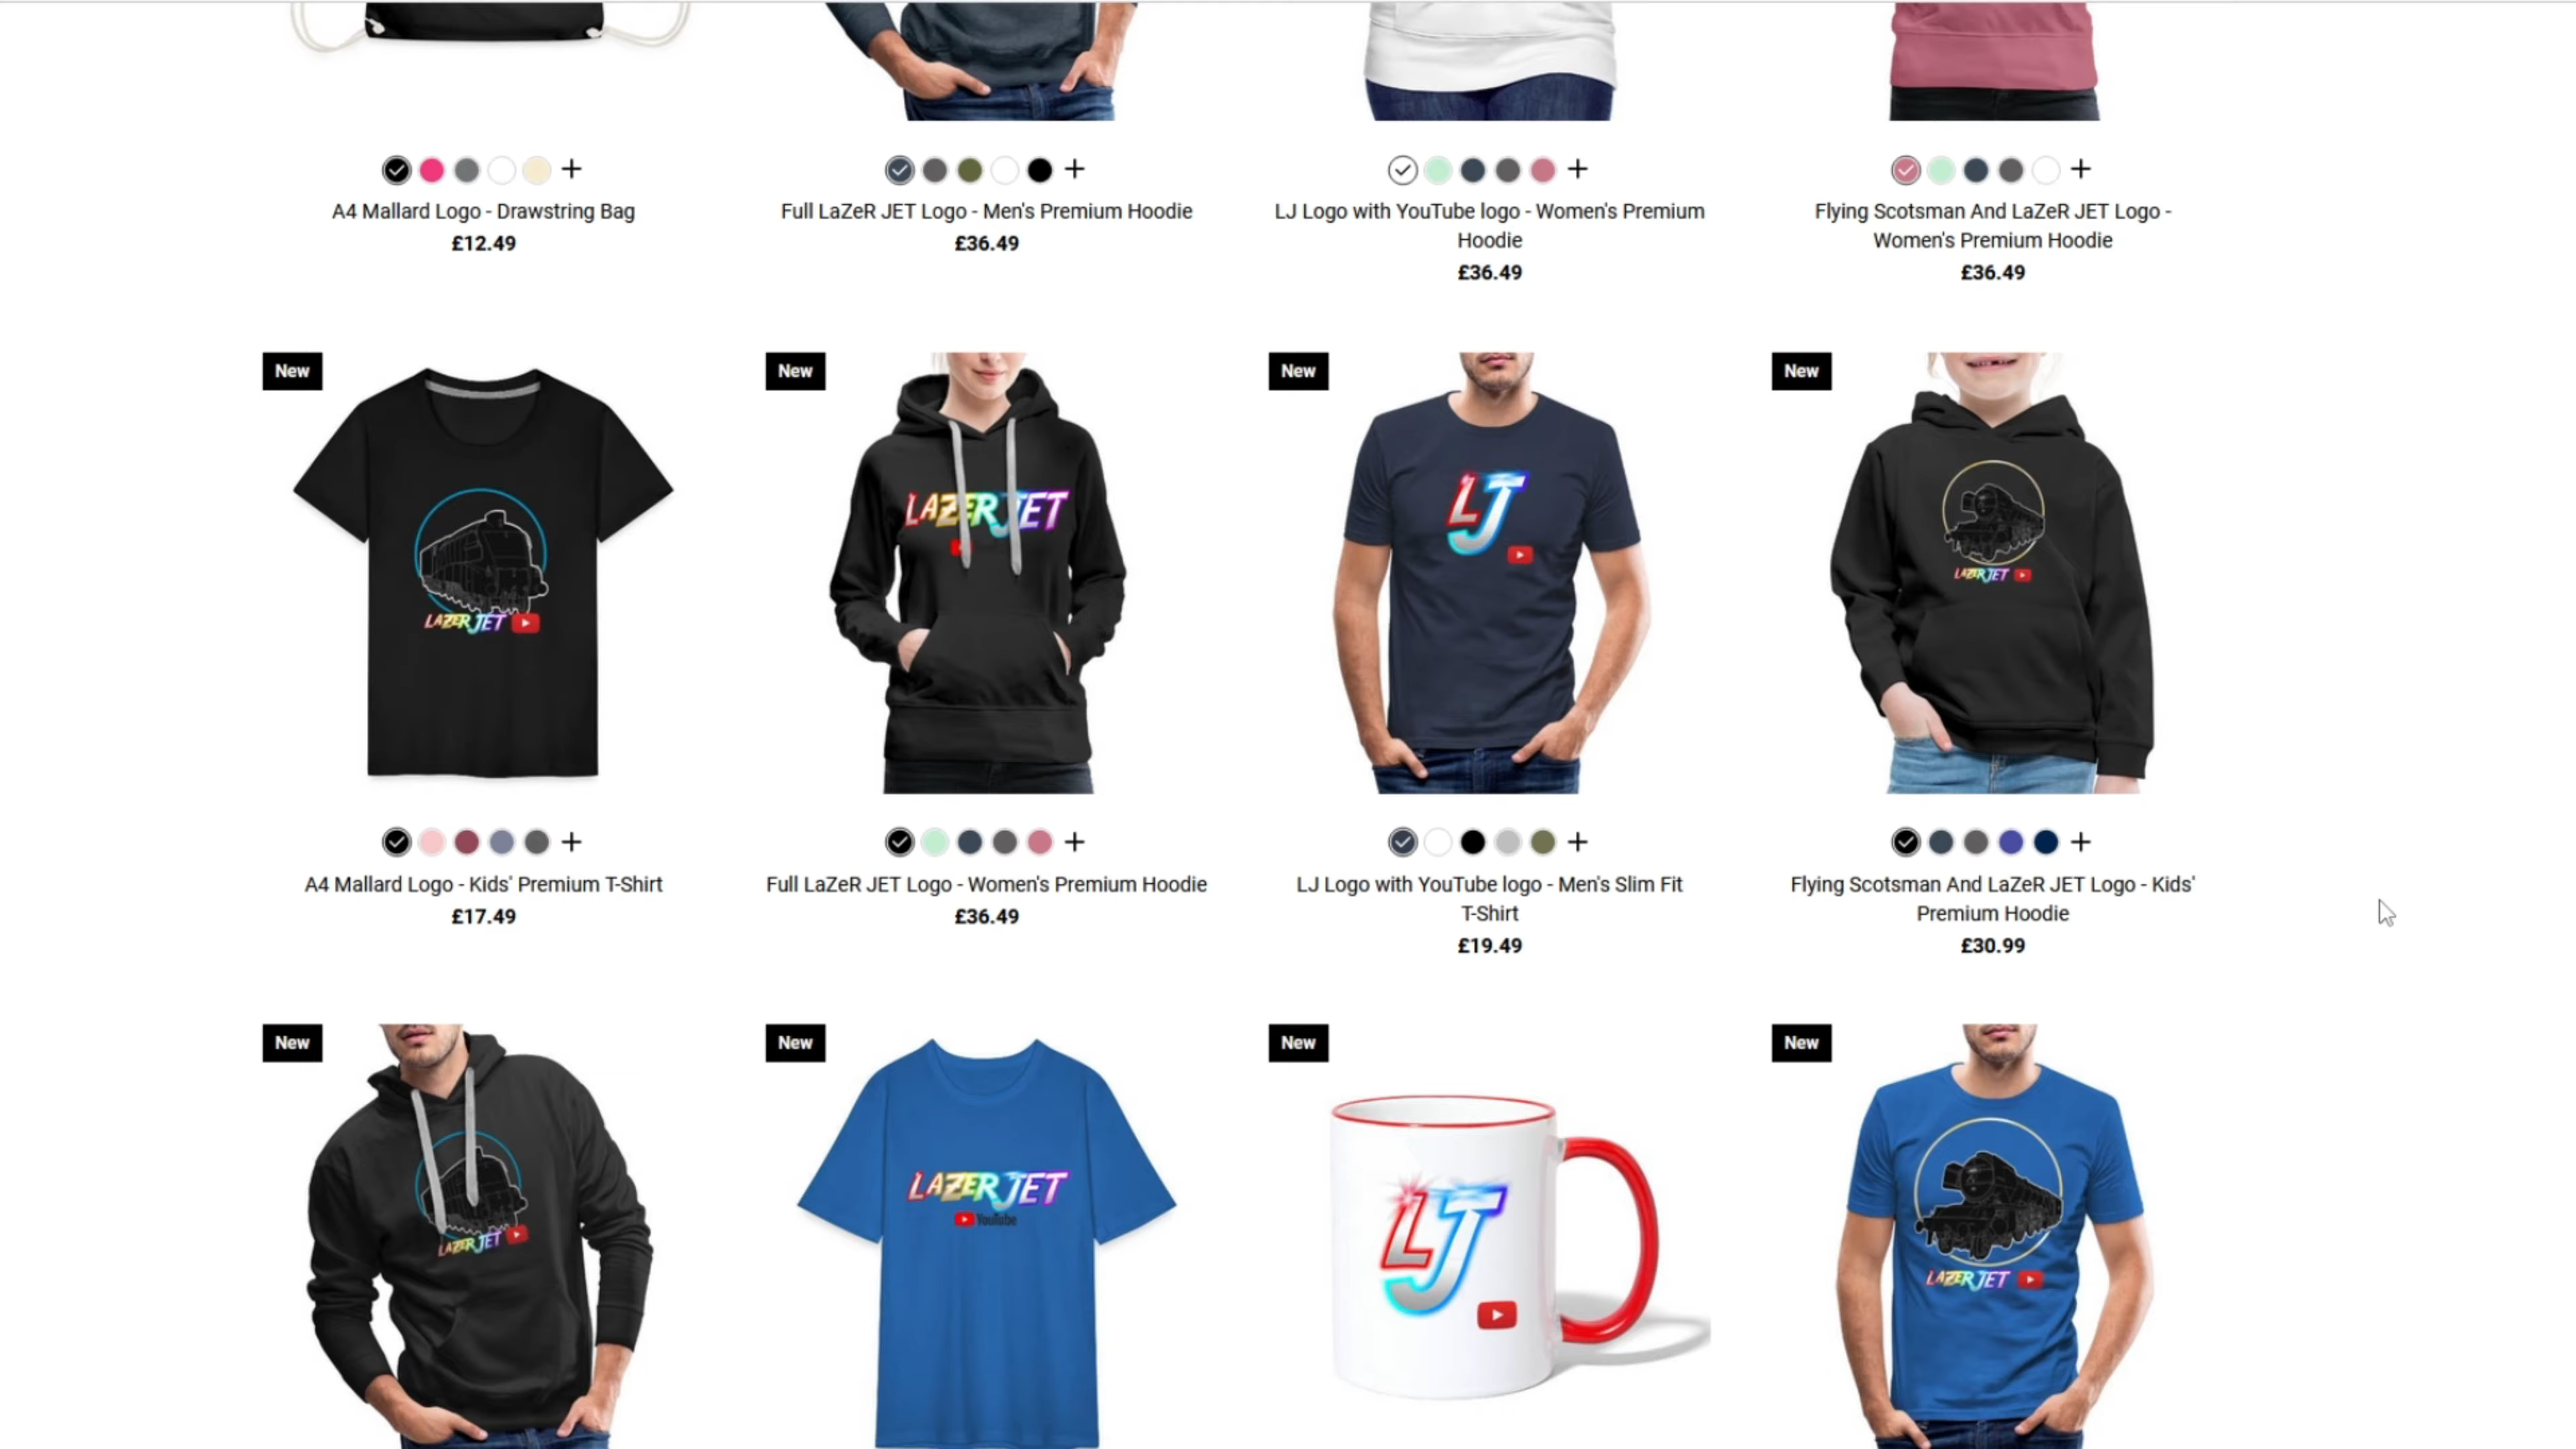 A4 Mallard Logo - Drawstring Bag
£12.49
Full LaZeR JET Logo - Men's Premium Hoodie
£36.49
LJ Logo with YouTube logo - Women's Premium
Hoodie
£36.49
Flying Scotsman And LaZeR JET Logo -
Women's Premium Hoodie
£36.49
New
LAZER JET
New
LAZER JET
New
LJ
New
LAZER JET
A4 Mallard Logo - Kids' Premium T-Shirt
£17.49
Full LaZeR JET Logo - Women's Premium Hoodie
£36.49
LJ Logo with YouTube logo - Men's Slim Fit
T-Shirt
£19.49
Flying Scotsman And LaZeR JET Logo - Kids'
Premium Hoodie
£30.99
New
LAZER JET
New
LAZER JET
YouTube
New
LJ
New
LAZER JET